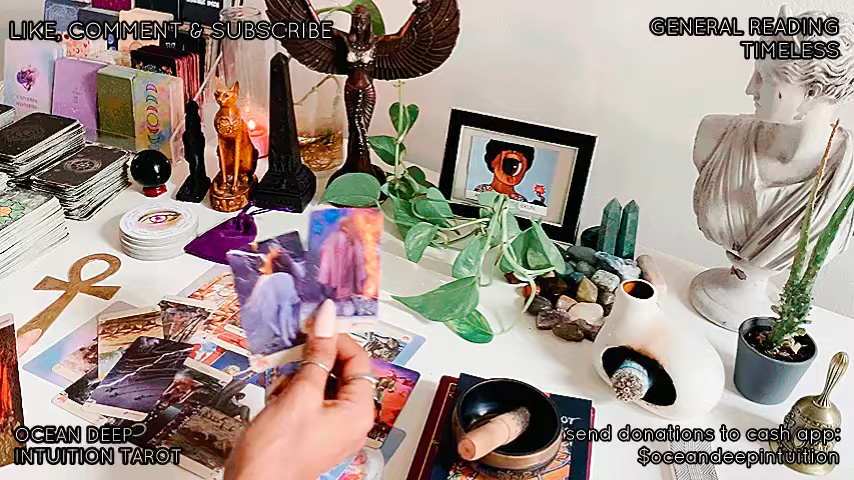 LIKE, COMMENT & SUBSCRIBE
GENERAL READING
TIMELESS
OCEAN DEEP
INTUITION TAROT
send donations to cash app:
$oceandeepintuition